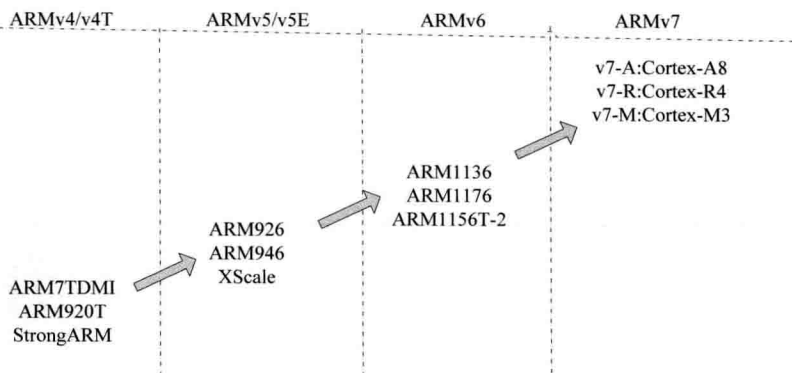 ARMv4/v4T
ARMv5/v5E
ARMv6
ARMv7
v7-A:Cortex-A8
v7-R:Cortex-R4
v7-M:Cortex-M3
ARM1136
ARM1176
ARM1156T-2
ARM926
ARM946
XScale
ARM7TDMI
ARM920T
StrongARM